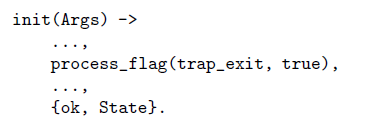 init(Args) ->
    ...,
    process_flag(trap_exit, true),
    ...,
    {ok, State}.